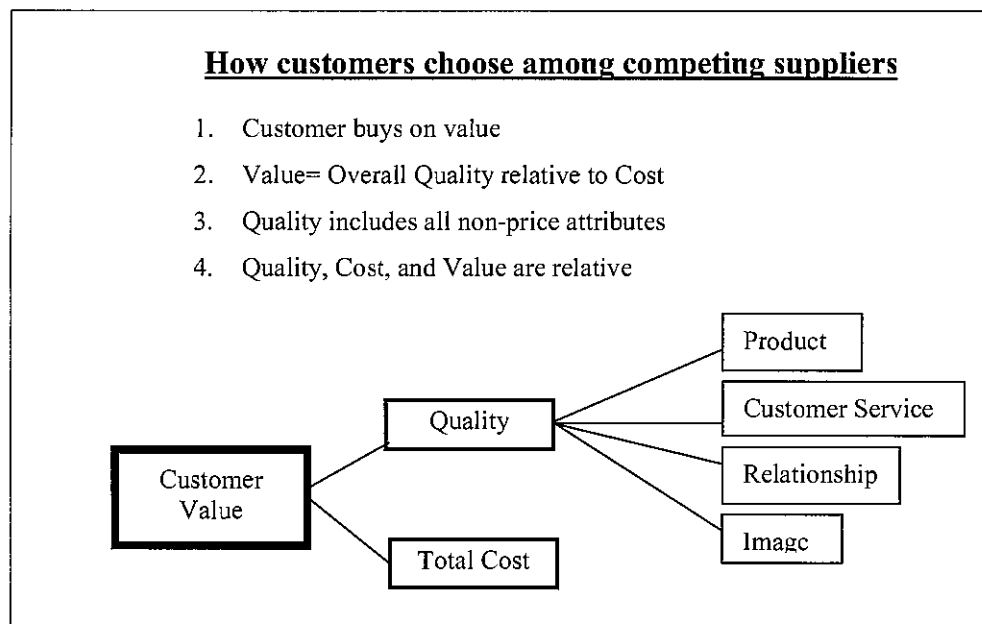 How customers choose among competing suppliers
1. Customer buys on value
2. Value= Overall Quality relative to Cost
3. Quality includes all non-price attributes
4. Quality, Cost, and Value are relative
Product
Customer Service
Quality
Relationship
Customer
Value
Image
Total Cost